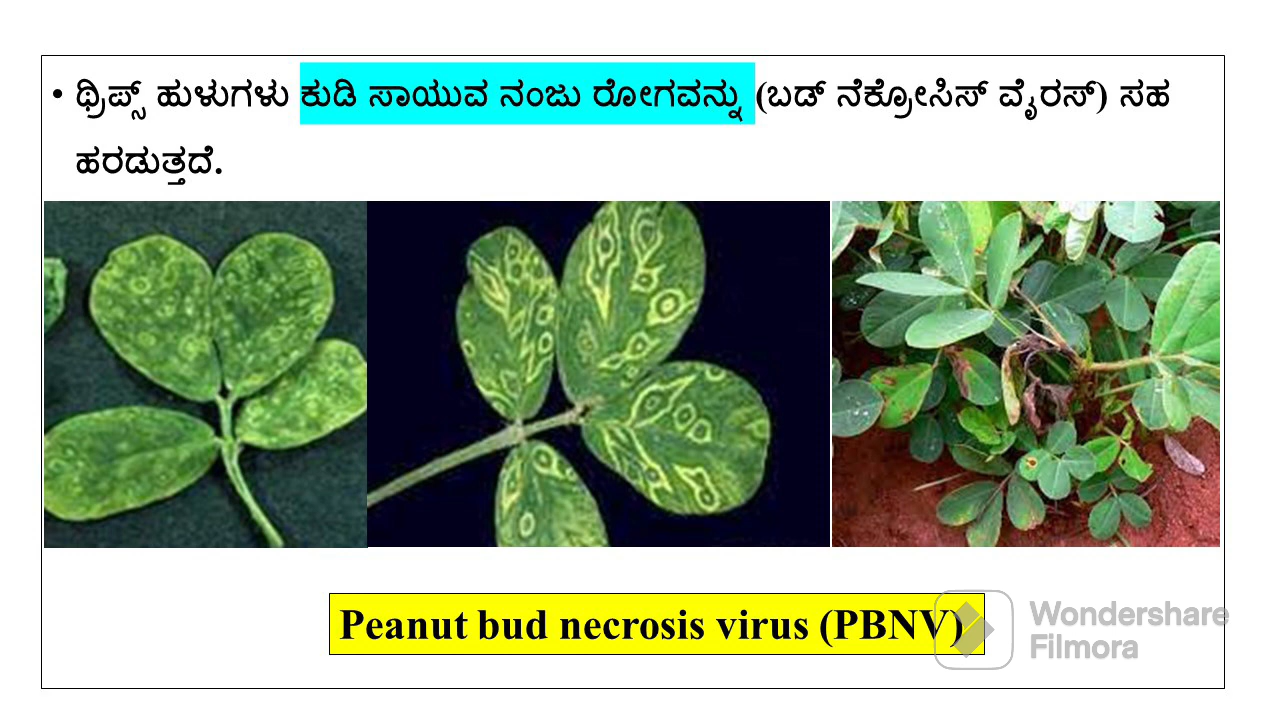 • ಥ್ರಿಪ್ಸ್ ಹುಳುಗಳು ಕುಡಿ ಸಾಯುವ ನಂಜು ರೋಗವನ್ನು (ಬಡ್ ನೆಕ್ರೋಸಿಸ್ ವೈರಸ್) ಸಹ
ಹರಡುತ್ತದೆ.
Peanut bud necrosis virus (PBNV)
Wondershare
Filmora